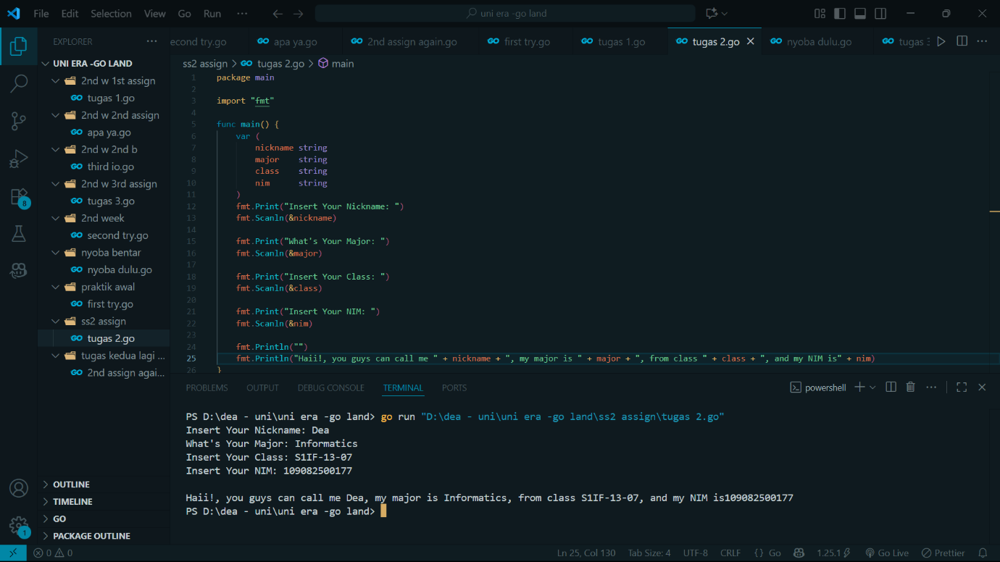 File Edit Selection View Go Run ··· uni era -go land
EXPLORER ···
econd try.go apa ya.go 2nd assign again.go first try.go tugas 1.go tugas 2.go nyoba dulu.go tugas 3
UNI ERA -GO LAND
2nd w 1st assign
tugas 1.go
2nd w 2nd assign
apa ya.go
2nd w 2nd b
third io.go
2nd w 3rd assign
tugas 3.go
2nd week
second try.go
nyoba bentar
nyoba dulu.go
praktik awal
first try.go
ss2 assign
tugas 2.go
tugas kedua lagi ...
2nd assign agai...
OUTLINE
TIMELINE
GO
PACKAGE OUTLINE
8
1
ss2 assign > GO tugas 2.go > main
1 package main
2
3 import "fmt"
4
5 func main() {
6 var (
7 nickname string
8 major string
9 class string
10 nim string
11 )
12 fmt.Print("Insert Your Nickname: ")
13 fmt.Scanln(&nickname)
14
15 fmt.Print("What's Your Major: ")
16 fmt.Scanln(&major)
17
18 fmt.Print("Insert Your Class: ")
19 fmt.Scanln(&class)
20
21 fmt.Print("Insert Your NIM: ")
22 fmt.Scanln(&nim)
23
24 fmt.Println("")
25 fmt.Println("Haii!, you guys can call me " + nickname + ", my major is " + major + ", from class " + class + ", and my NIM is" + nim)
26 }
PROBLEMS OUTPUT DEBUG CONSOLE TERMINAL PORTS powershell
PS D:\dea - uni\uni era -go land> go run "D:\dea - uni\uni era -go land\ss2 assign\tugas 2.go"
Insert Your Nickname: Dea
What's Your Major: Informatics
Insert Your Class: S1IF-13-07
Insert Your NIM: 109082500177
Haii!, you guys can call me Dea, my major is Informatics, from class S1IF-13-07, and my NIM is109082500177
PS D:\dea - uni\uni era -go land>
0 0 Ln 25, Col 130 Tab Size: 4 UTF-8 CRLF {} Go 1.25.1 Go Live Prettier